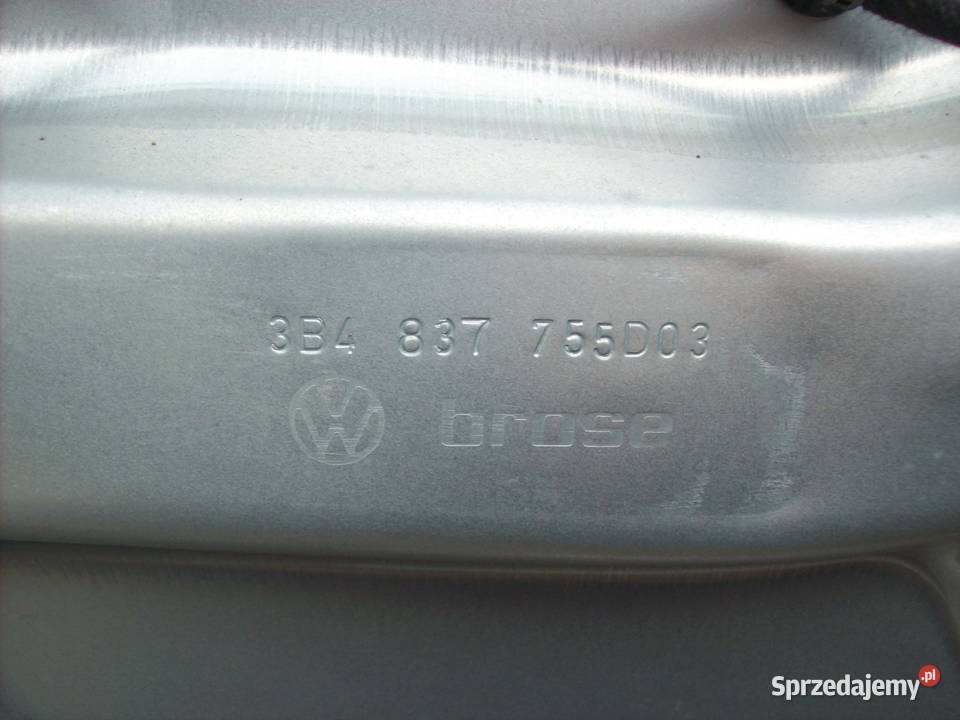 3B4 837 755D03
VW brose
Sprzedajemy.pl